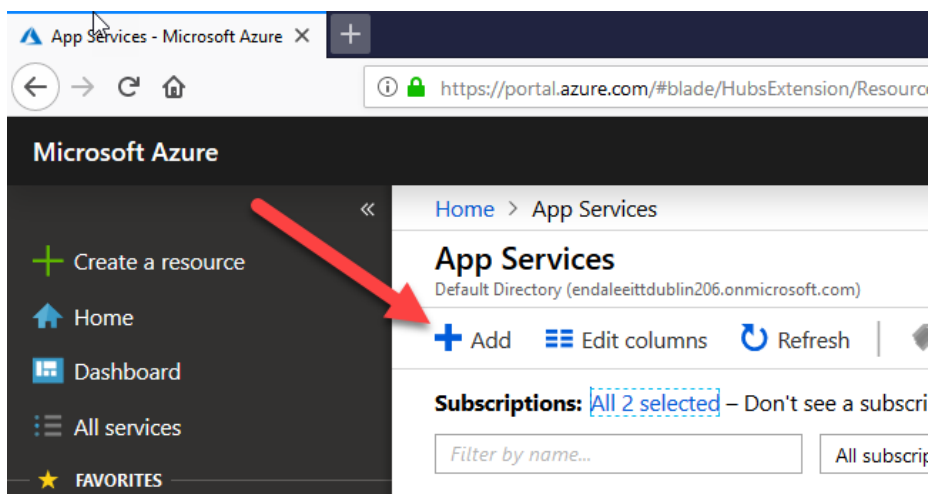 App Services - Microsoft Azure
https://portal.azure.com/#blade/HubsExtension/Resourc
Microsoft Azure
Home > App Services
App Services
Default Directory (endaleeittdublin206.onmicrosoft.com)
Create a resource
Home
Dashboard
All services
FAVORITES
Add Edit columns Refresh
Subscriptions: All 2 selected – Don't see a subscri
Filter by name... All subscrip